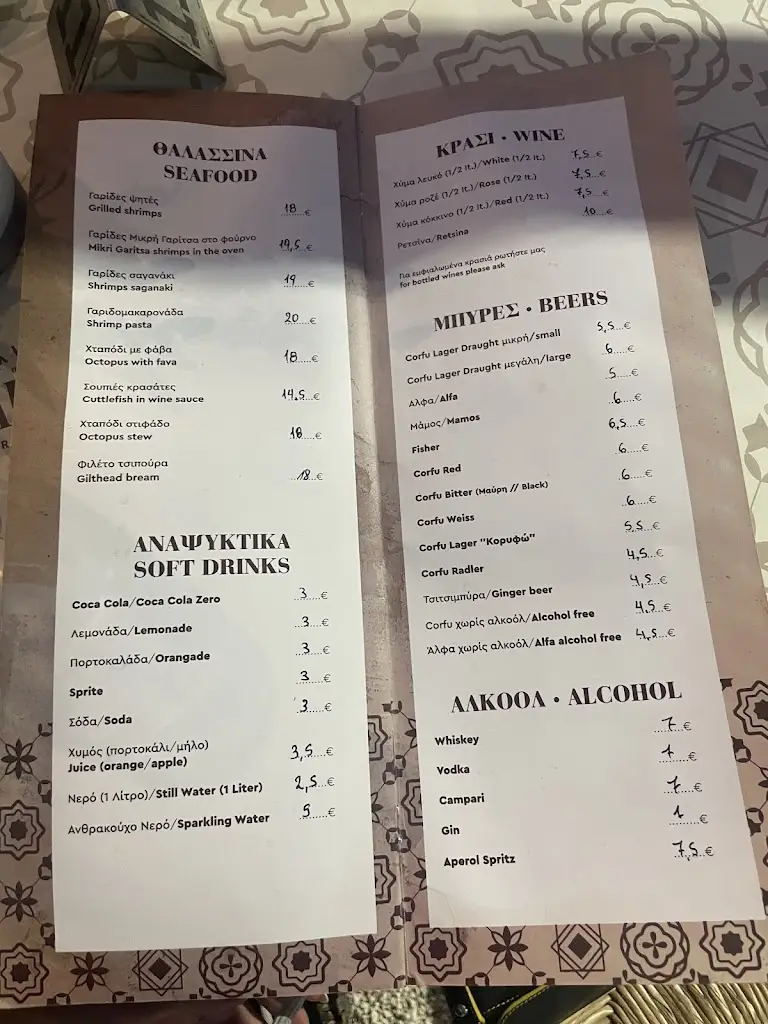 ΘΑΛΑΣΣΙΝΑ
SEAFOOD
Γαρίδες ψητές
Grilled shrimps 18 €
Γαρίδες Μικρή Γαρίτσα στο φούρνο
Mikri Garitsa shrimps in the oven 19,5 €
Γαρίδες σαγανάκι
Shrimps saganaki 19 €
Γαριδομακαρονάδα
Shrimp pasta 20 €
Χταπόδι με φάβα
Octopus with fava 18 €
Σουπιές κρασάτες
Cuttlefish in wine sauce 14,5 €
Χταπόδι στιφάδο
Octopus stew 18 €
Φιλέτο τσιπούρα
Gilthead bream 18 €
ΑΝΑΨΥΚΤΙΚΑ
SOFT DRINKS
Coca Cola/Coca Cola Zero 3 €
Λεμονάδα/Lemonade 3 €
Πορτοκαλάδα/Orangade 3 €
Sprite 3 €
Σόδα/Soda 3 €
Χυμός (πορτοκάλι/μήλο)
Juice (orange/apple) 3,5 €
Νερό (1 Λίτρο)/Still Water (1 Liter) 2,5 €
Ανθρακούχο Νερό/Sparkling Water €
ΚΡΑΣΙ • WINE
Χύμα λευκό (1/2 lt.)/White (1/2 lt.) 7,5 €
Χύμα ροζέ (1/2 lt.)/Rose (1/2 lt.) 7,5 €
Χύμα κόκκινο (1/2 lt.)/Red (1/2 lt.) 7,5 €
Ρετσίνα/Retsina 10 €
Για εμφιαλωμένα κρασιά ρωτήστε μας
for bottled wines please ask
ΜΠΥΡΕΣ • BEERS
Corfu Lager Draught μικρή/small 5,5 €
Corfu Lager Draught μεγάλη/large 6 €
Αλφα/Alfa 5 €
Μάμος/Mamos 6 €
Fisher 6,5 €
Corfu Red 6 €
Corfu Bitter (Μαύρη // Black) 6 €
Corfu Weiss 6 €
Corfu Lager "Κορυφώ" 5,5 €
Corfu Radler 4,5 €
Τσιτσιμπύρα/Ginger beer 4,5 €
Corfu χωρίς αλκοόλ/Alcohol free 4,5 €
Άλφα χωρίς αλκοόλ/Alfa alcohol free 4,5 €
ΑΛΚΟΟΛ • ALCOHOL
Whiskey 7 €
Vodka 7 €
Campari 7 €
Gin €
Aperol Spritz 7,5 €